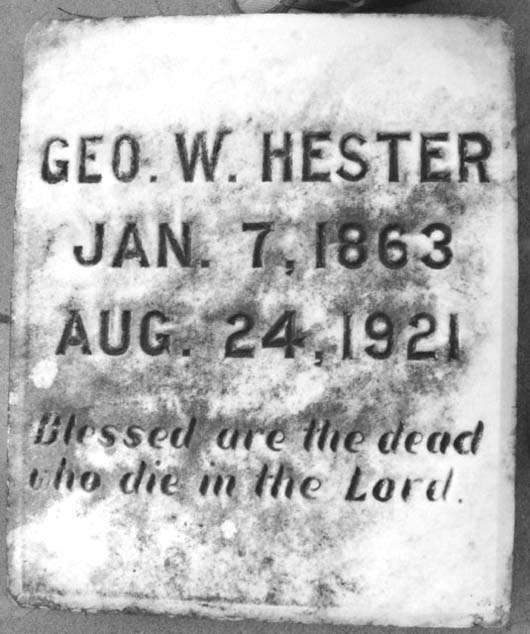 GEO. W. HESTER
JAN. 7, 1863
AUG. 24, 1921
Blessed are the dead
who die in the Lord.